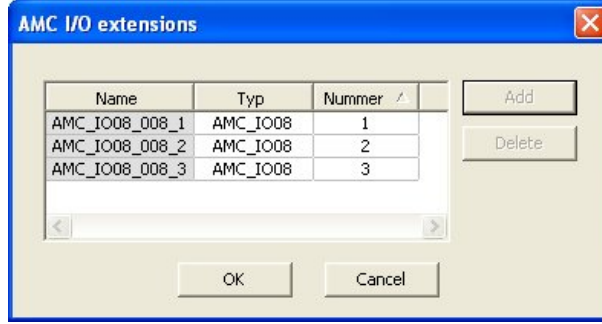 AMC I/O extensions
Name Typ Nummer
AMC_IO08_008_1 AMC_IO08 1
AMC_IO08_008_2 AMC_IO08 2
AMC_IO08_008_3 AMC_IO08 3
Add
Delete
OK Cancel